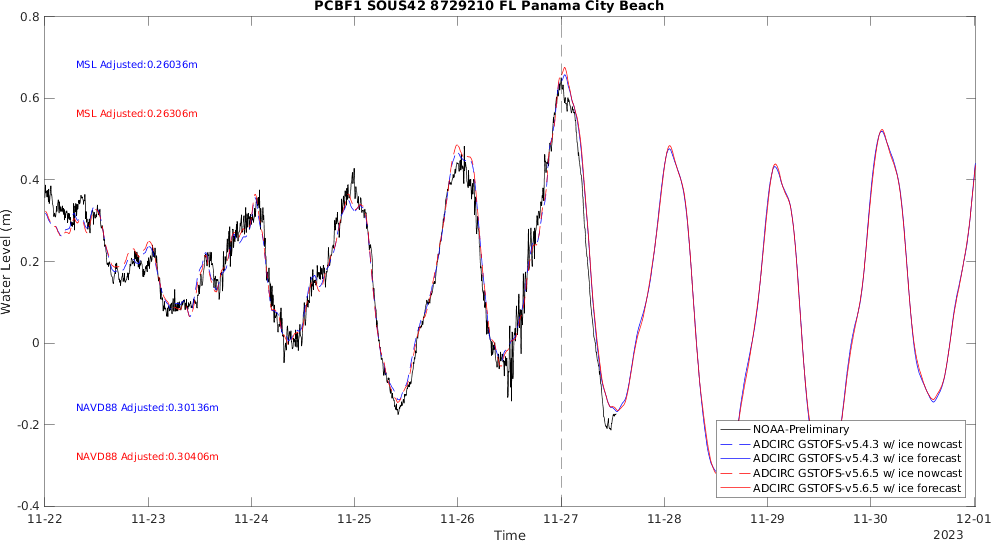 PCBF1 SOUS42 8729210 FL Panama City Beach
0.8
MSL Adjusted:0.26036m
0.6
MSL Adjusted:0.26306m
0.4
Water Level (m)
0.2
0
NAVD88 Adjusted:0.30136m
-0.2
NOAA-Preliminary
ADCIRC GSTOFS-v5.4.3 w/ ice nowcast
NAVD88 Adjusted:0.30406m
ADCIRC GSTOFS-v5.4.3 w/ ice forecast
ADCIRC GSTOFS-v5.6.5 w/ ice nowcast
ADCIRC GSTOFS-v5.6.5 w/ ice forecast
-0.4
11-22 11-23 11-24 11-25 11-26 11-27 11-28 11-29 11-30 12-01
Time
2023